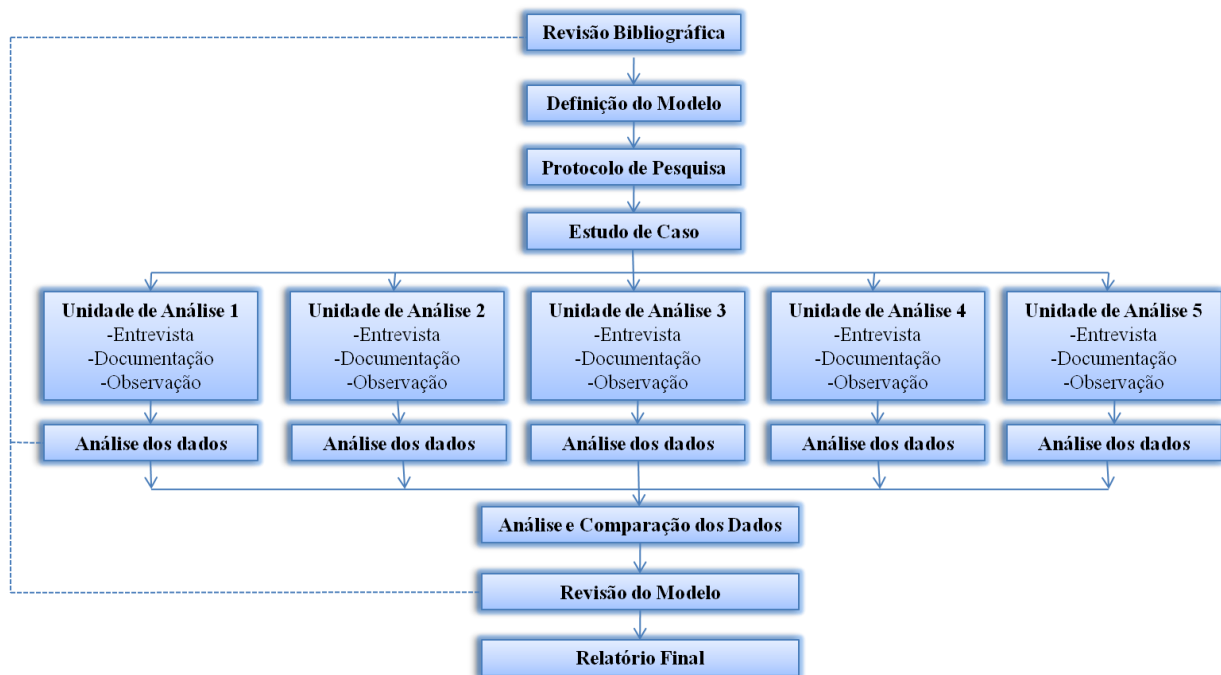 Revisão Bibliográfica
Definição do Modelo
Protocolo de Pesquisa
Estudo de Caso
Unidade de Análise 1
-Entrevista
-Documentação
-Observação
Unidade de Análise 2
-Entrevista
-Documentação
-Observação
Unidade de Análise 3
-Entrevista
-Documentação
-Observação
Unidade de Análise 4
-Entrevista
-Documentação
-Observação
Unidade de Análise 5
-Entrevista
-Documentação
-Observação
Análise dos dados
Análise dos dados
Análise dos dados
Análise dos dados
Análise dos dados
Análise e Comparação dos Dados
Revisão do Modelo
Relatório Final